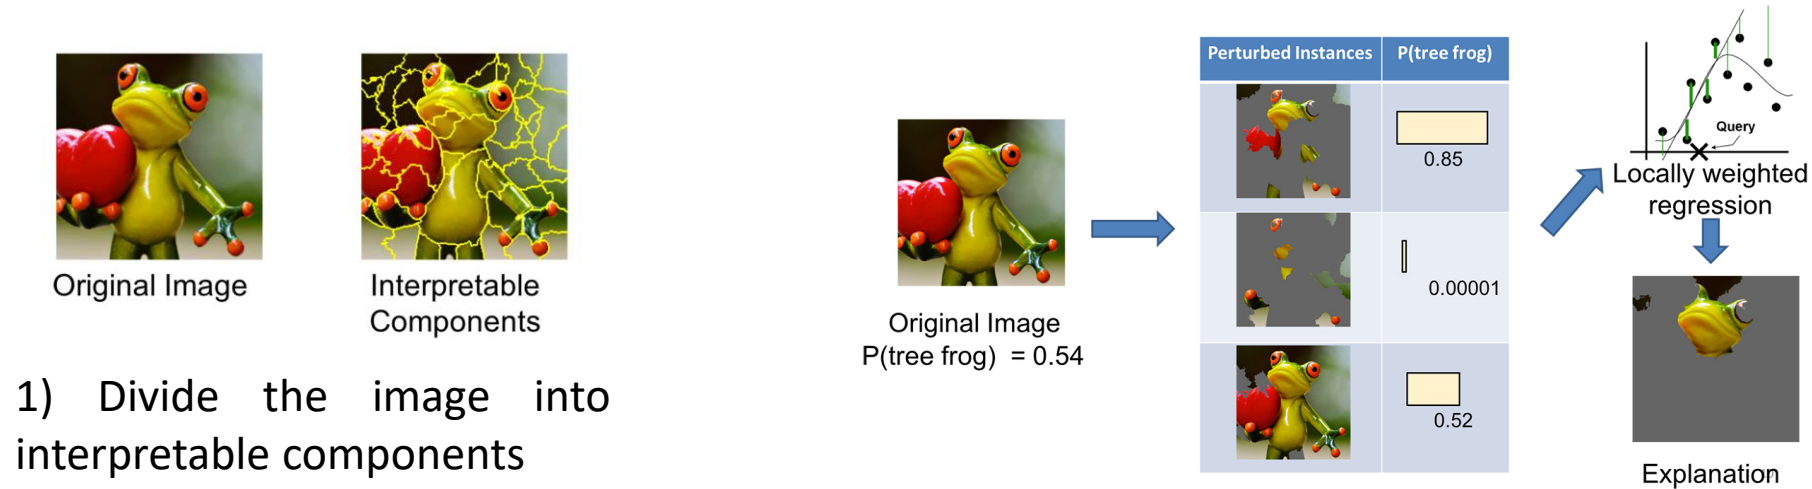 Original Image
Interpretable
Components
1) Divide the image into
interpretable components
Original Image
P(tree frog) = 0.54
Perturbed Instances
P(tree frog)
0.85
0.00001
0.52
Query
Locally weighted
regression
Explanation